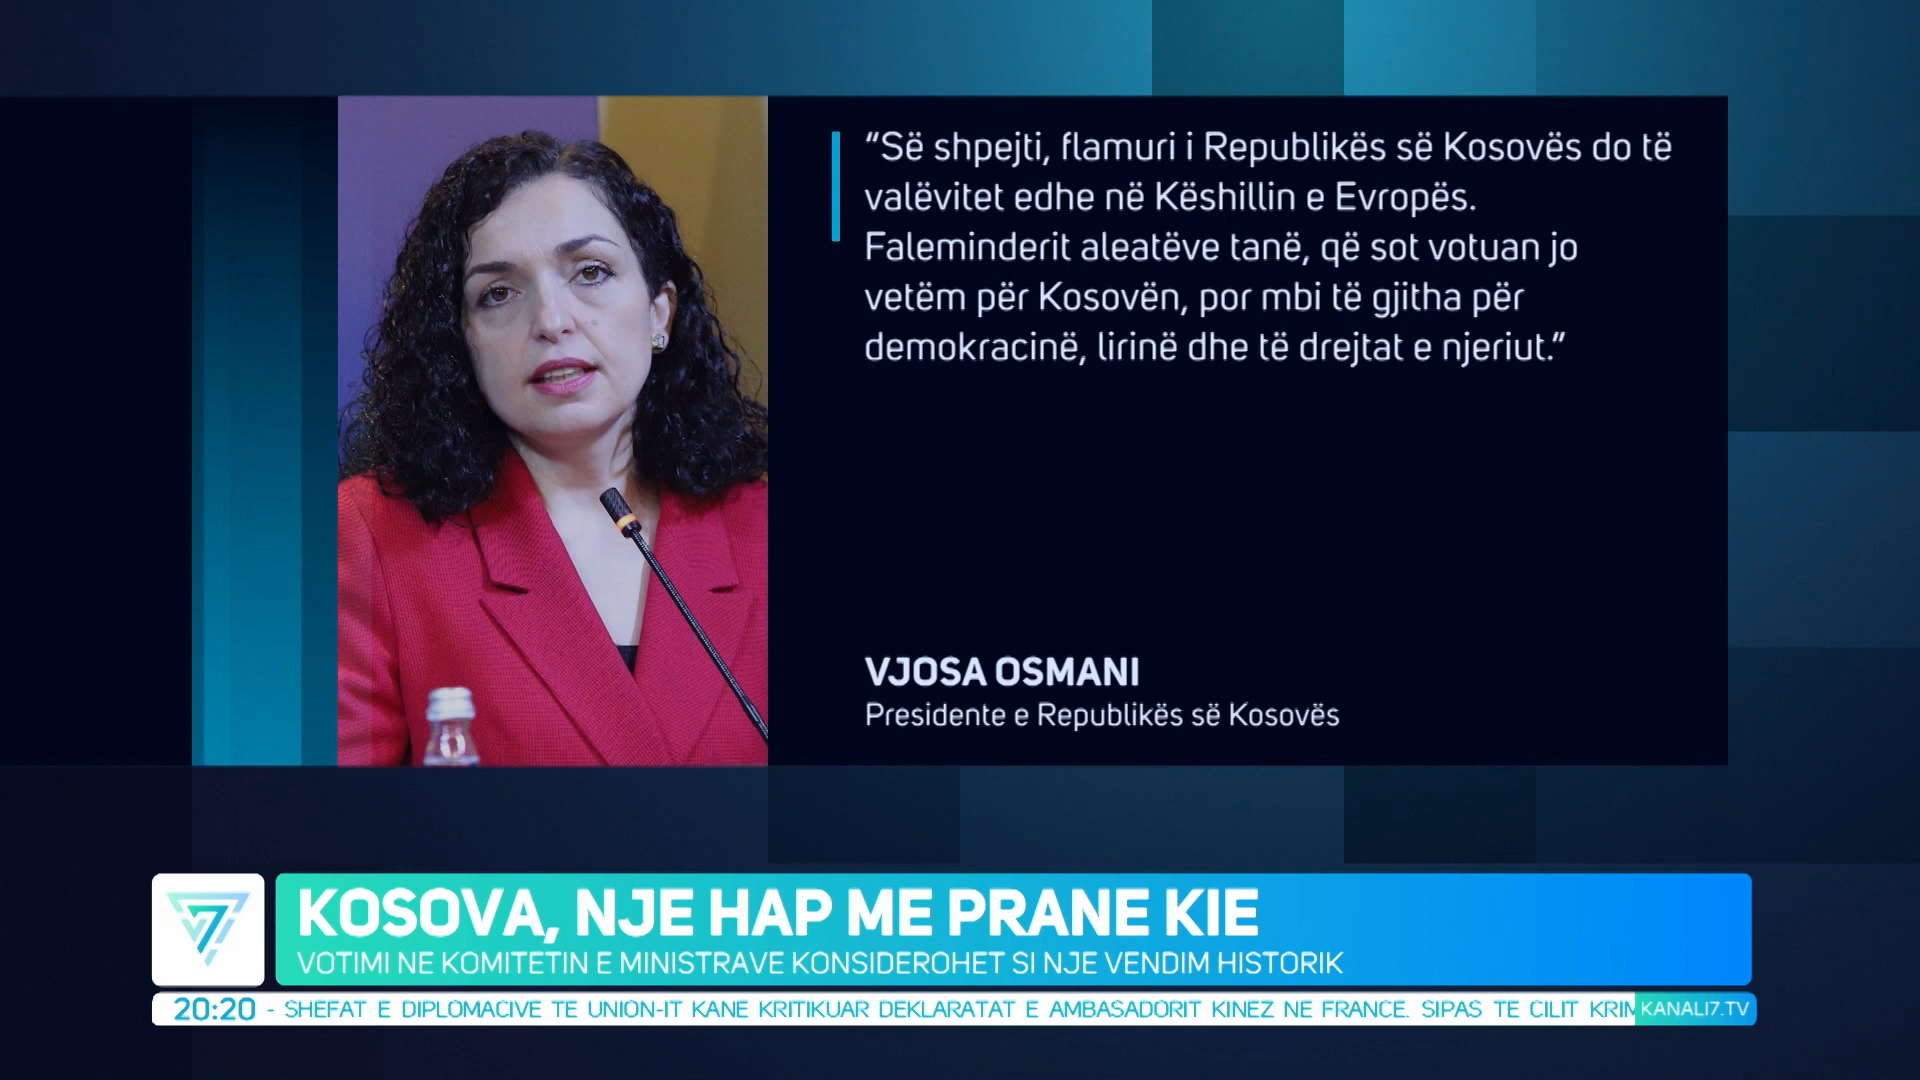 “Së shpejti, flamuri i Republikës së Kosovës do të
valëvitet edhe në Këshillin e Evropës.
Faleminderit aleatëve tanë, që sot votuan jo
vetëm për Kosovën, por mbi të gjitha për
demokracinë, lirinë dhe të drejtat e njeriut.”
VJOSA OSMANI
Presidente e Republikës së Kosovës
KOSOVA, NJE HAP ME PRANE KIE
VOTIMI NE KOMITETIN E MINISTRAVE KONSIDEROHET SI NJE VENDIM HISTORIK
20:20 - SHEFAT E DIPLOMACIVE TE UNION-IT KANE KRITIKUAR DEKLARATAT E AMBASADORIT KINEZ NE FRANCE. SIPAS TE CILIT KRIM KANALI7.TV